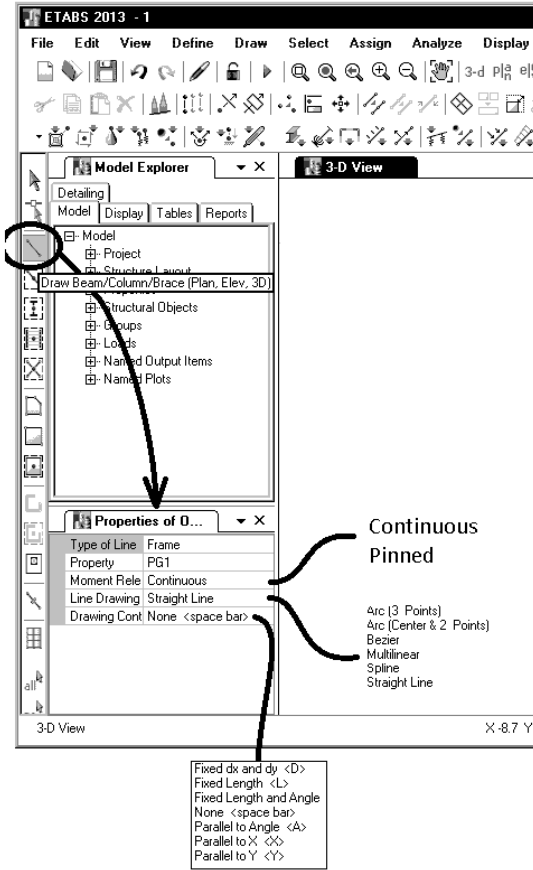 ETABS 2013 - 1
File Edit View Define Draw Select Assign Analyze Display
3-d
Model Explorer
3-D View
Detailing
Model Display Tables Reports
Model
Project
Structure Layout
Draw Beam/Column/Brace (Plan, Elev, 3D)
Structural Objects
Groups
Loads
Named Output Items
Named Plots
Properties of O...
Type of Line Frame
Property PG1
Moment Rele Continuous
Line Drawing Straight Line
Drawing Cont None <space bar>
Continuous
Pinned
Arc (3 Points)
Arc (Center & 2 Points)
Bezier
Multilinear
Spline
Straight Line
all
3-D View X -8.7 Y
Fixed dx and dy <D>
Fixed Length <L>
Fixed Length and Angle
None <space bar>
Parallel to Angle <A>
Parallel to X <X>
Parallel to Y <Y>